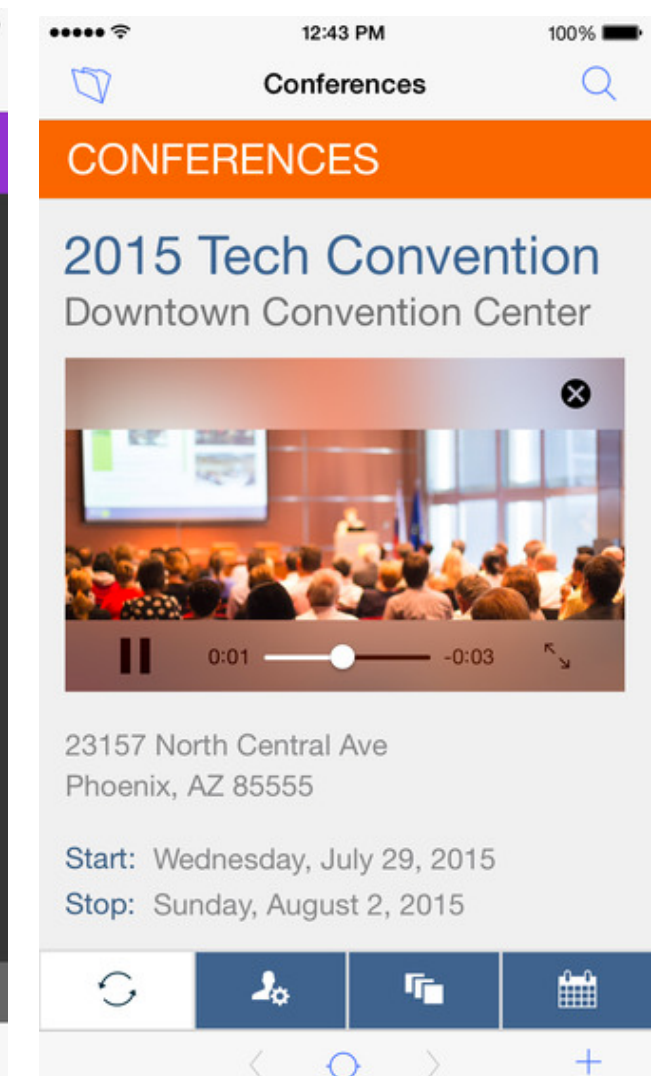 12:43 PM
100%
Conferences
CONFERENCES
2015 Tech Convention
Downtown Convention Center
0:01
-0:03
23157 North Central Ave
Phoenix, AZ 85555
Start: Wednesday, July 29, 2015
Stop: Sunday, August 2, 2015